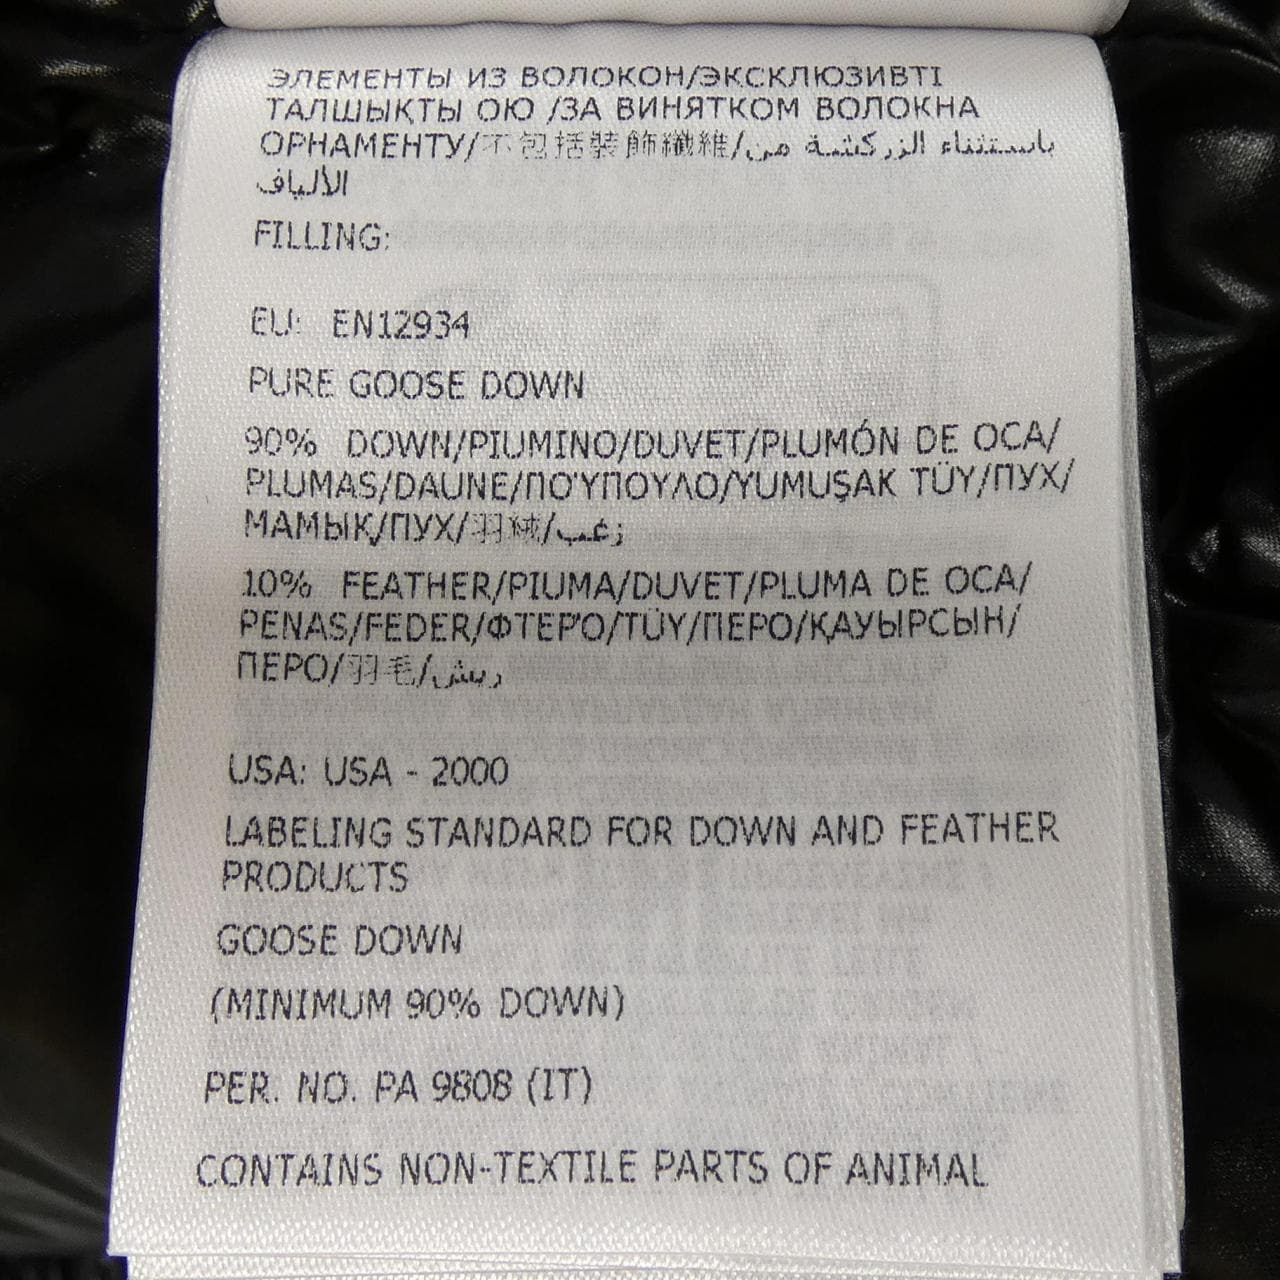 ЭЛЕМЕНТЫ ИЗ ВОЛОКОН/ЭКСКЛЮЗИВТІ
ТАЛШЫҚТЫ ОЮ /ЗА ВИНЯТКОМ ВОЛОКНА
ОРНАМЕНТУ/不包括裝飾纖維/باستثناء الزركشة من
الألياف
FILLING:
EU: EN12934
PURE GOOSE DOWN
90% DOWN/PIUMINO/DUVET/PLUMÓN DE OCA/
PLUMAS/DAUNE/ΠΟΎΠΟΥΛΟ/YUMUŞAK TÜY/ПУХ/
МАМЫҚ/ПУХ/羽絨/زغب
10% FEATHER/PIUMA/DUVET/PLUMA DE OCA/
PENAS/FEDER/ΦΤΕΡΌ/TÜY/ПЕРО/ҚАУЫРСЫН/
ПЕРО/羽毛/ريش
USA: USA - 2000
LABELING STANDARD FOR DOWN AND FEATHER
PRODUCTS
GOOSE DOWN
(MINIMUM 90% DOWN)
PER. NO. PA 9808 (IT)
CONTAINS NON-TEXTILE PARTS OF ANIMAL